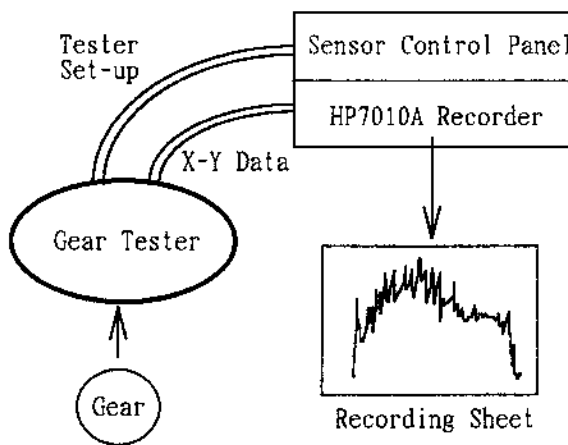 Tester
Set-up
Sensor Control Panel
HP7010A Recorder
X-Y Data
Gear Tester
Gear
Recording Sheet